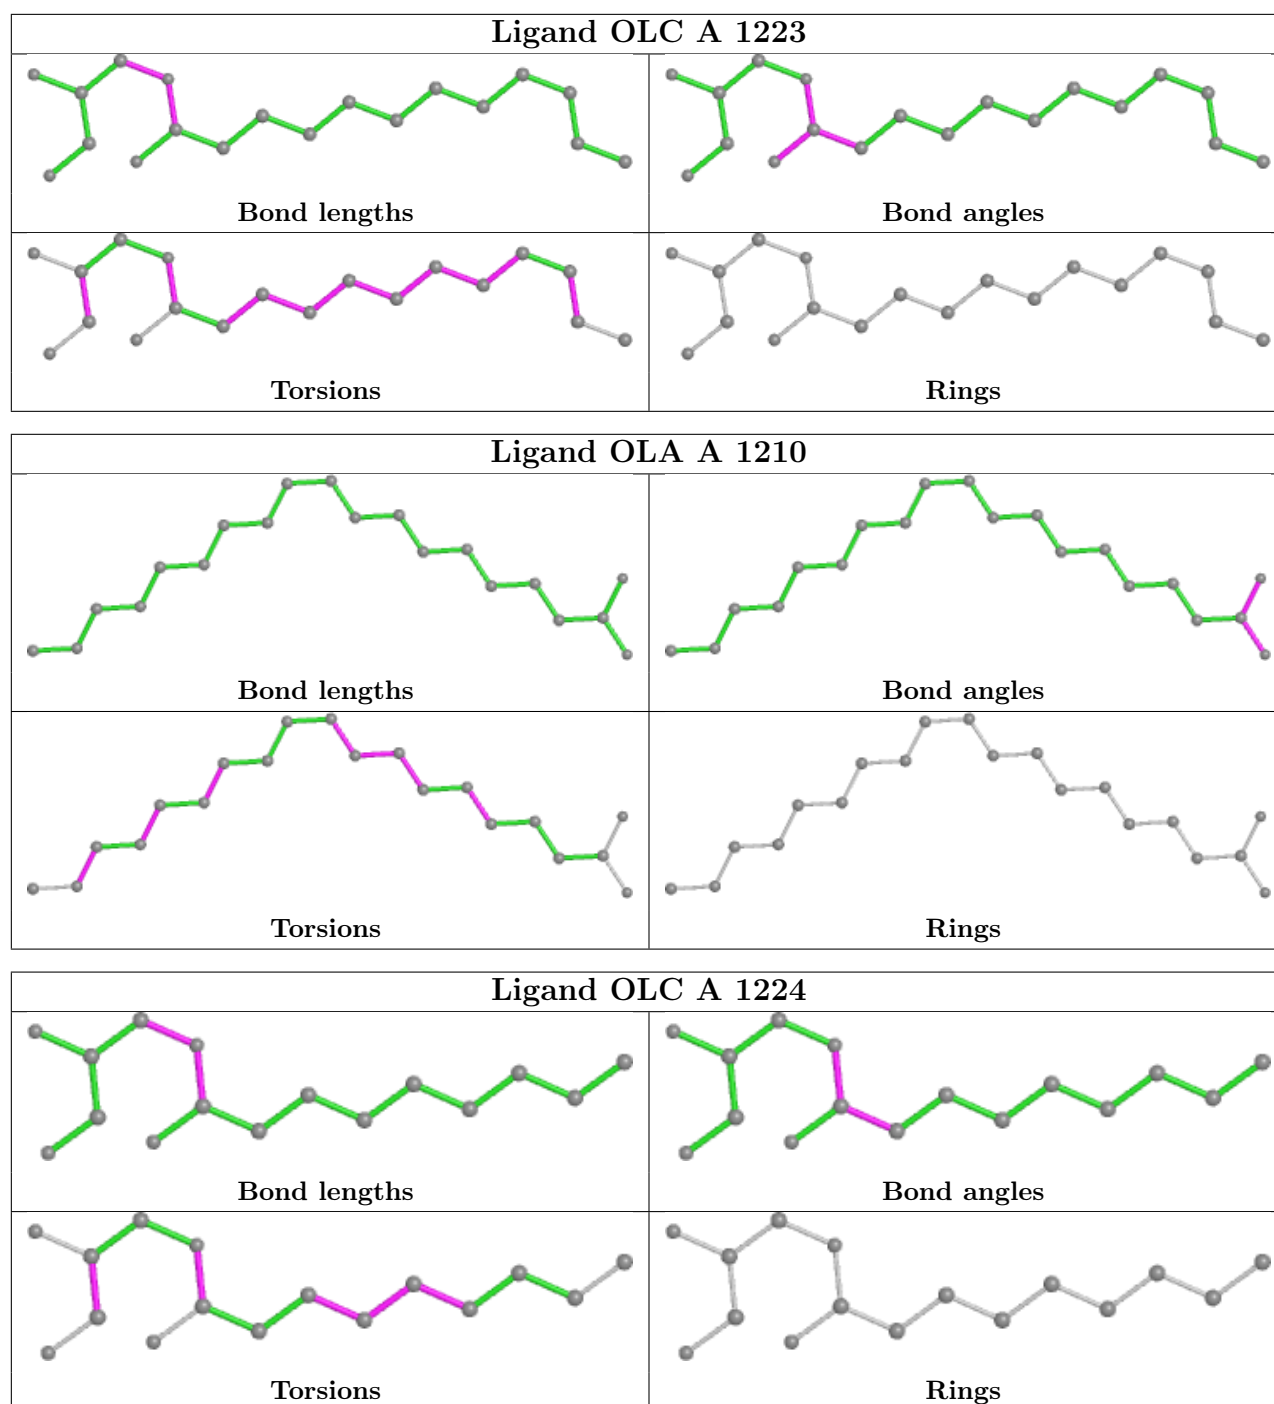 Ligand OLC A 1223
Bond lengths
Bond angles
Torsions
Rings
Ligand OLA A 1210
Bond lengths
Bond angles
Torsions
Rings
Ligand OLC A 1224
Bond lengths
Bond angles
Torsions
Rings